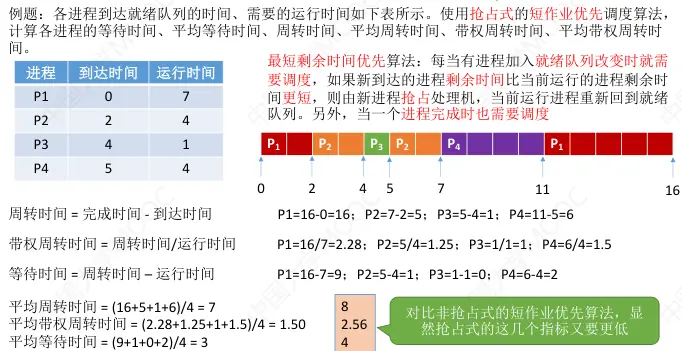 例题：各进程到达就绪队列的时间、需要的运行时间如下表所示。使用抢占式的短作业优先调度算法，
计算各进程的等待时间、平均等待时间、周转时间、平均周转时间、带权周转时间、平均带权周转时
间。
进程 到达时间 运行时间
P1 0 7
P2 2 4
P3 4 1
P4 5 4
最短剩余时间优先算法：每当有进程加入就绪队列改变时就需
要调度，如果新到达的进程剩余时间比当前运行的进程剩余时
间更短，则由新进程抢占处理机，当前运行进程重新回到就绪
队列。另外，当一个进程完成时也需要调度
P1 P2 P3 P2 P4 P1
0 2 4 5 7 11 16
周转时间 = 完成时间 - 到达时间 P1=16-0=16；P2=7-2=5；P3=5-4=1；P4=11-5=6
带权周转时间 = 周转时间/运行时间 P1=16/7=2.28；P2=5/4=1.25；P3=1/1=1；P4=6/4=1.5
等待时间 = 周转时间 – 运行时间 P1=16-7=9；P2=5-4=1；P3=1-1=0；P4=6-4=2
平均周转时间 = (16+5+1+6)/4 = 7 8
平均带权周转时间 = (2.28+1.25+1+1.5)/4 = 1.50 2.56
平均等待时间 = (9+1+0+2)/4 = 3 4
对比非抢占式的短作业优先算法，显
然抢占式的这几个指标又要更低